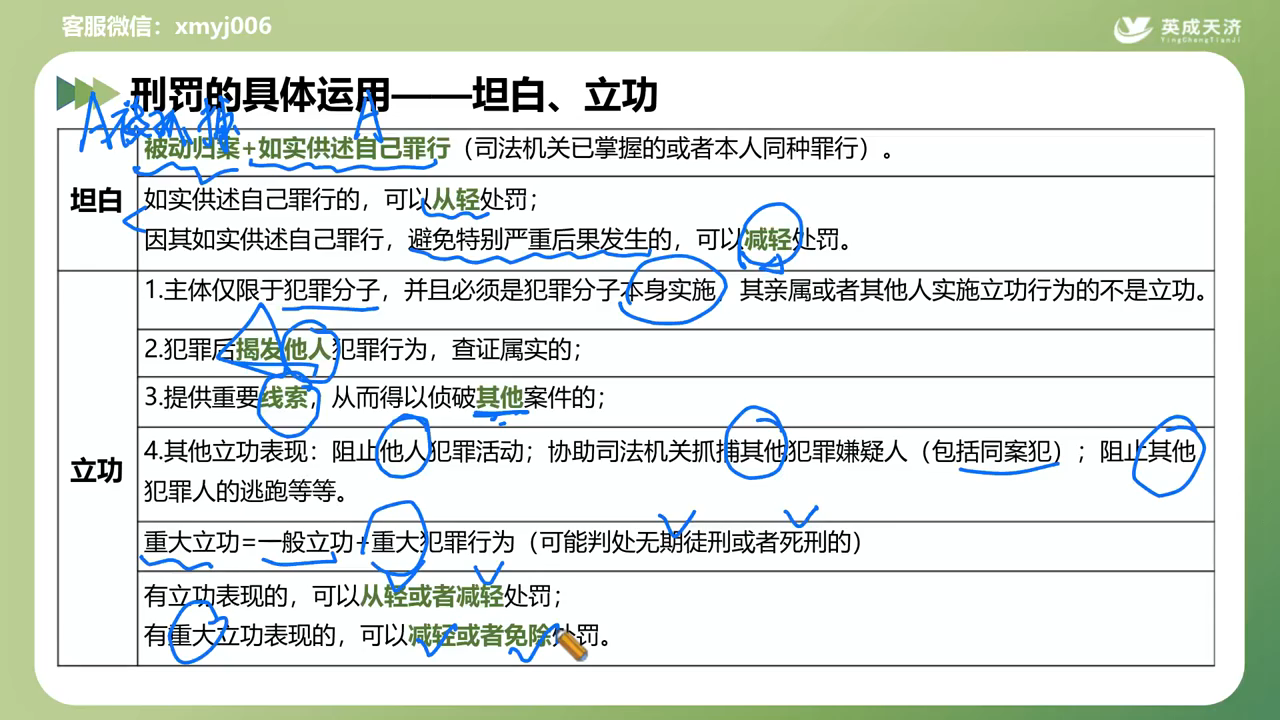 客服微信：xmyj006
英成天济
YingChengTianJi
刑罚的具体运用——坦白、立功
A被抓捕 A
坦白
被动归案+如实供述自己罪行（司法机关已掌握的或者本人同种罪行）。
如实供述自己罪行的，可以从轻处罚；
因其如实供述自己罪行，避免特别严重后果发生的，可以减轻处罚。
立功
1.主体仅限于犯罪分子，并且必须是犯罪分子本身实施，其亲属或者其他人实施立功行为的不是立功。
2.犯罪后揭发他人犯罪行为，查证属实的；
3.提供重要线索，从而得以侦破其他案件的；
4.其他立功表现：阻止他人犯罪活动；协助司法机关抓捕其他犯罪嫌疑人（包括同案犯）；阻止其他
犯罪人的逃跑等等。
重大立功=一般立功+重大犯罪行为（可能判处无期徒刑或者死刑的）
有立功表现的，可以从轻或者减轻处罚；
有重大立功表现的，可以减轻或者免除处罚。